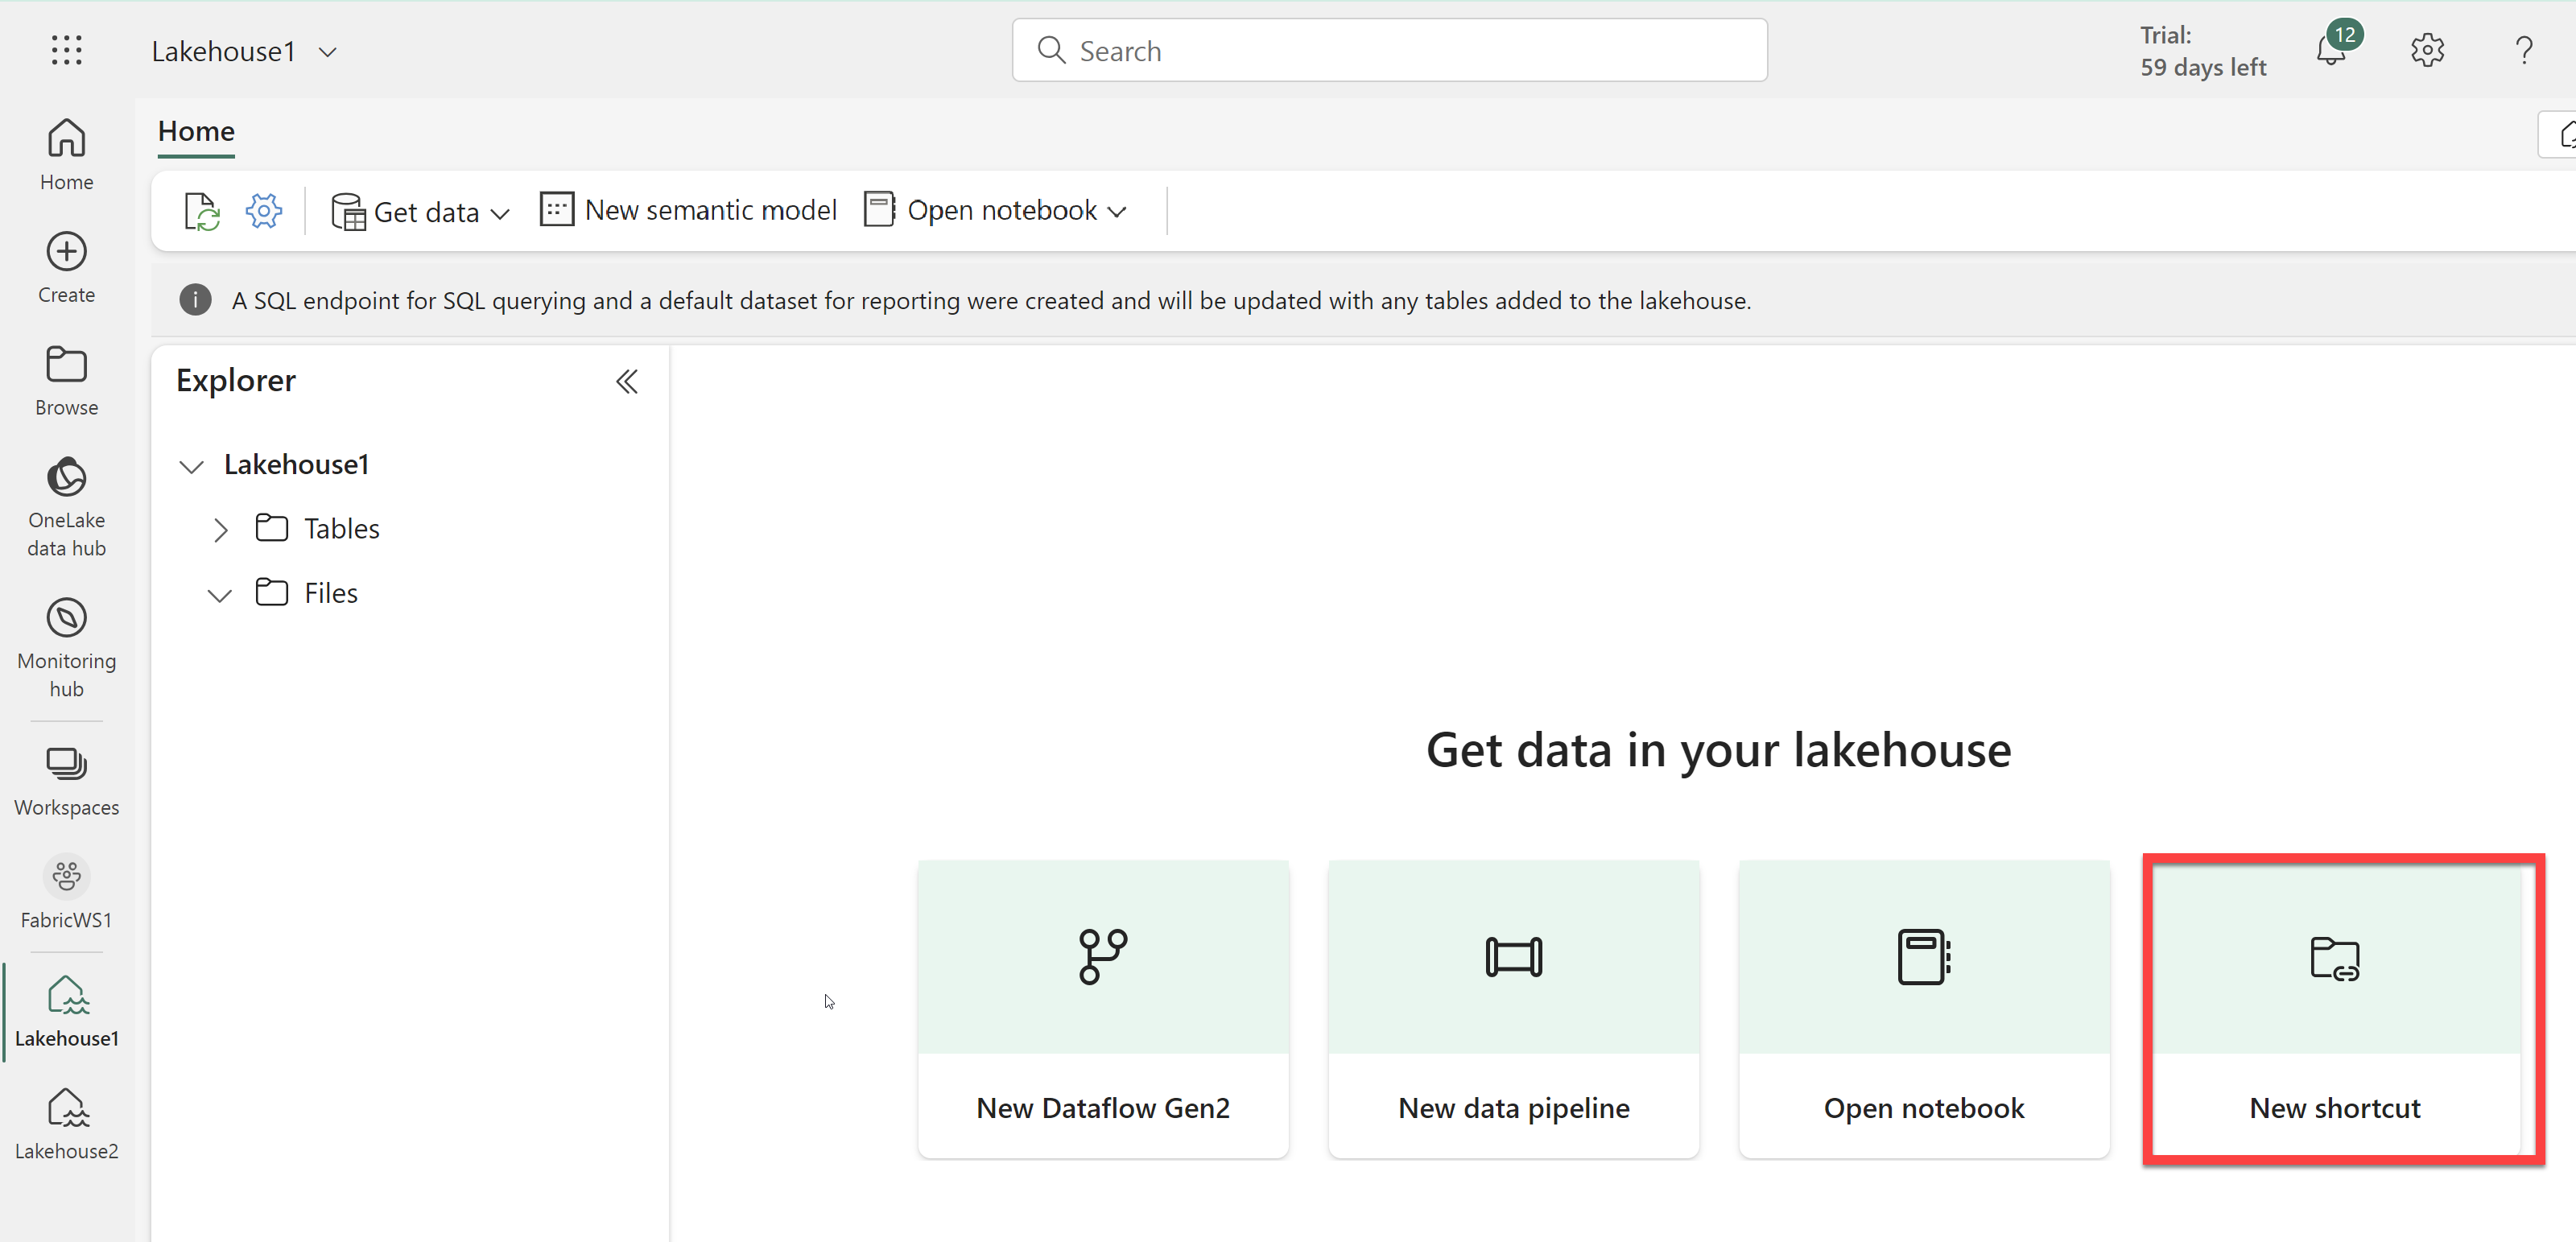 Lakehouse1
Search
Trial:
59 days left
12
Home
Home
Create
Browse
OneLake
data hub
Monitoring
hub
Workspaces
FabricWS1
Lakehouse1
Lakehouse2
Get data
New semantic model
Open notebook
A SQL endpoint for SQL querying and a default dataset for reporting were created and will be updated with any tables added to the lakehouse.
Explorer
Lakehouse1
Tables
Files
Get data in your lakehouse
New Dataflow Gen2
New data pipeline
Open notebook
New shortcut